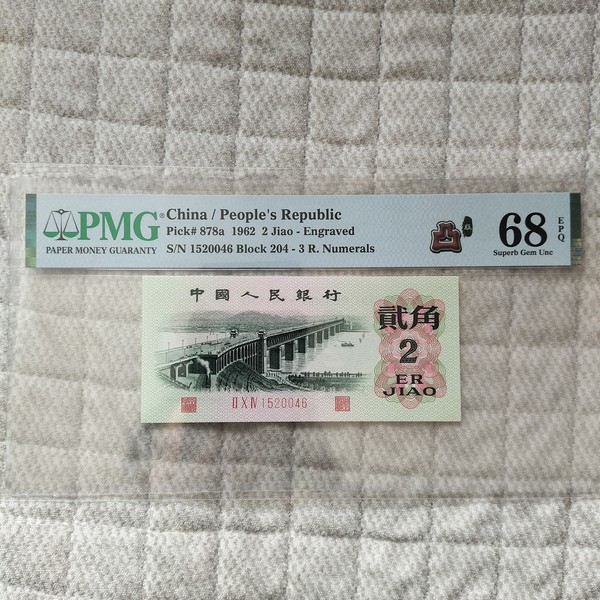 PMG®
PAPER MONEY GUARANTY
China / People's Republic
Pick# 878a 1962 2 Jiao - Engraved
S/N 1520046 Block 204 - 3 R. Numerals
凸
68
EPQ
Superb Gem Unc
中國人民銀行
貳角
2
ER
JIAO
II X IV 1520046